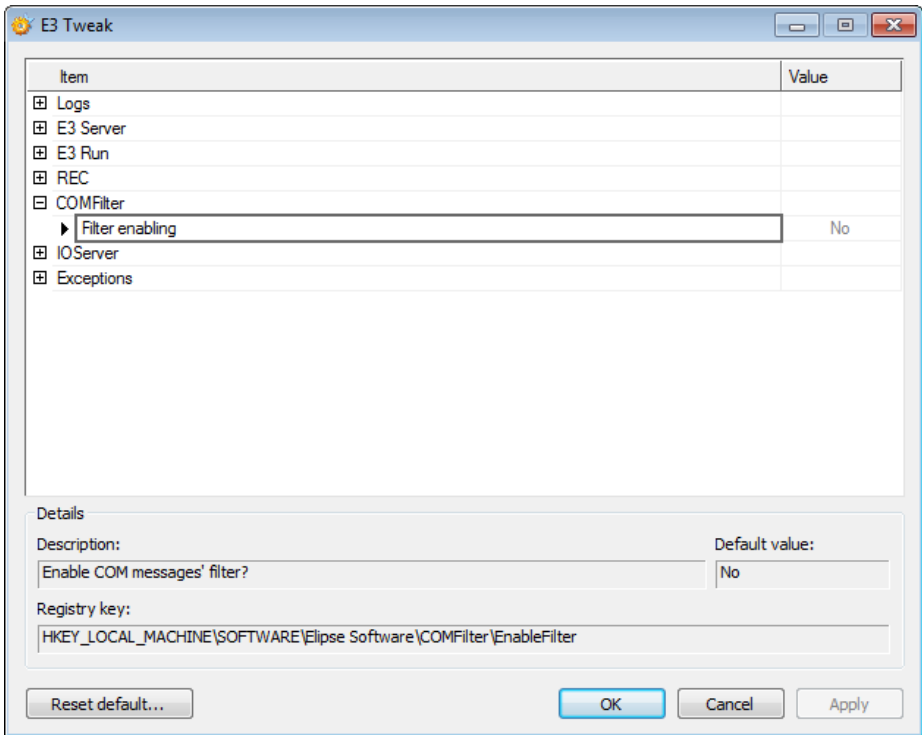 E3 Tweak
Item Value
Logs
E3 Server
E3 Run
REC
COMFilter
Filter enabling No
IOServer
Exceptions
Details
Description: Default value:
Enable COM messages' filter? No
Registry key:
HKEY_LOCAL_MACHINE\SOFTWARE\Elipse Software\COMFilter\EnableFilter
Reset default... OK Cancel Apply